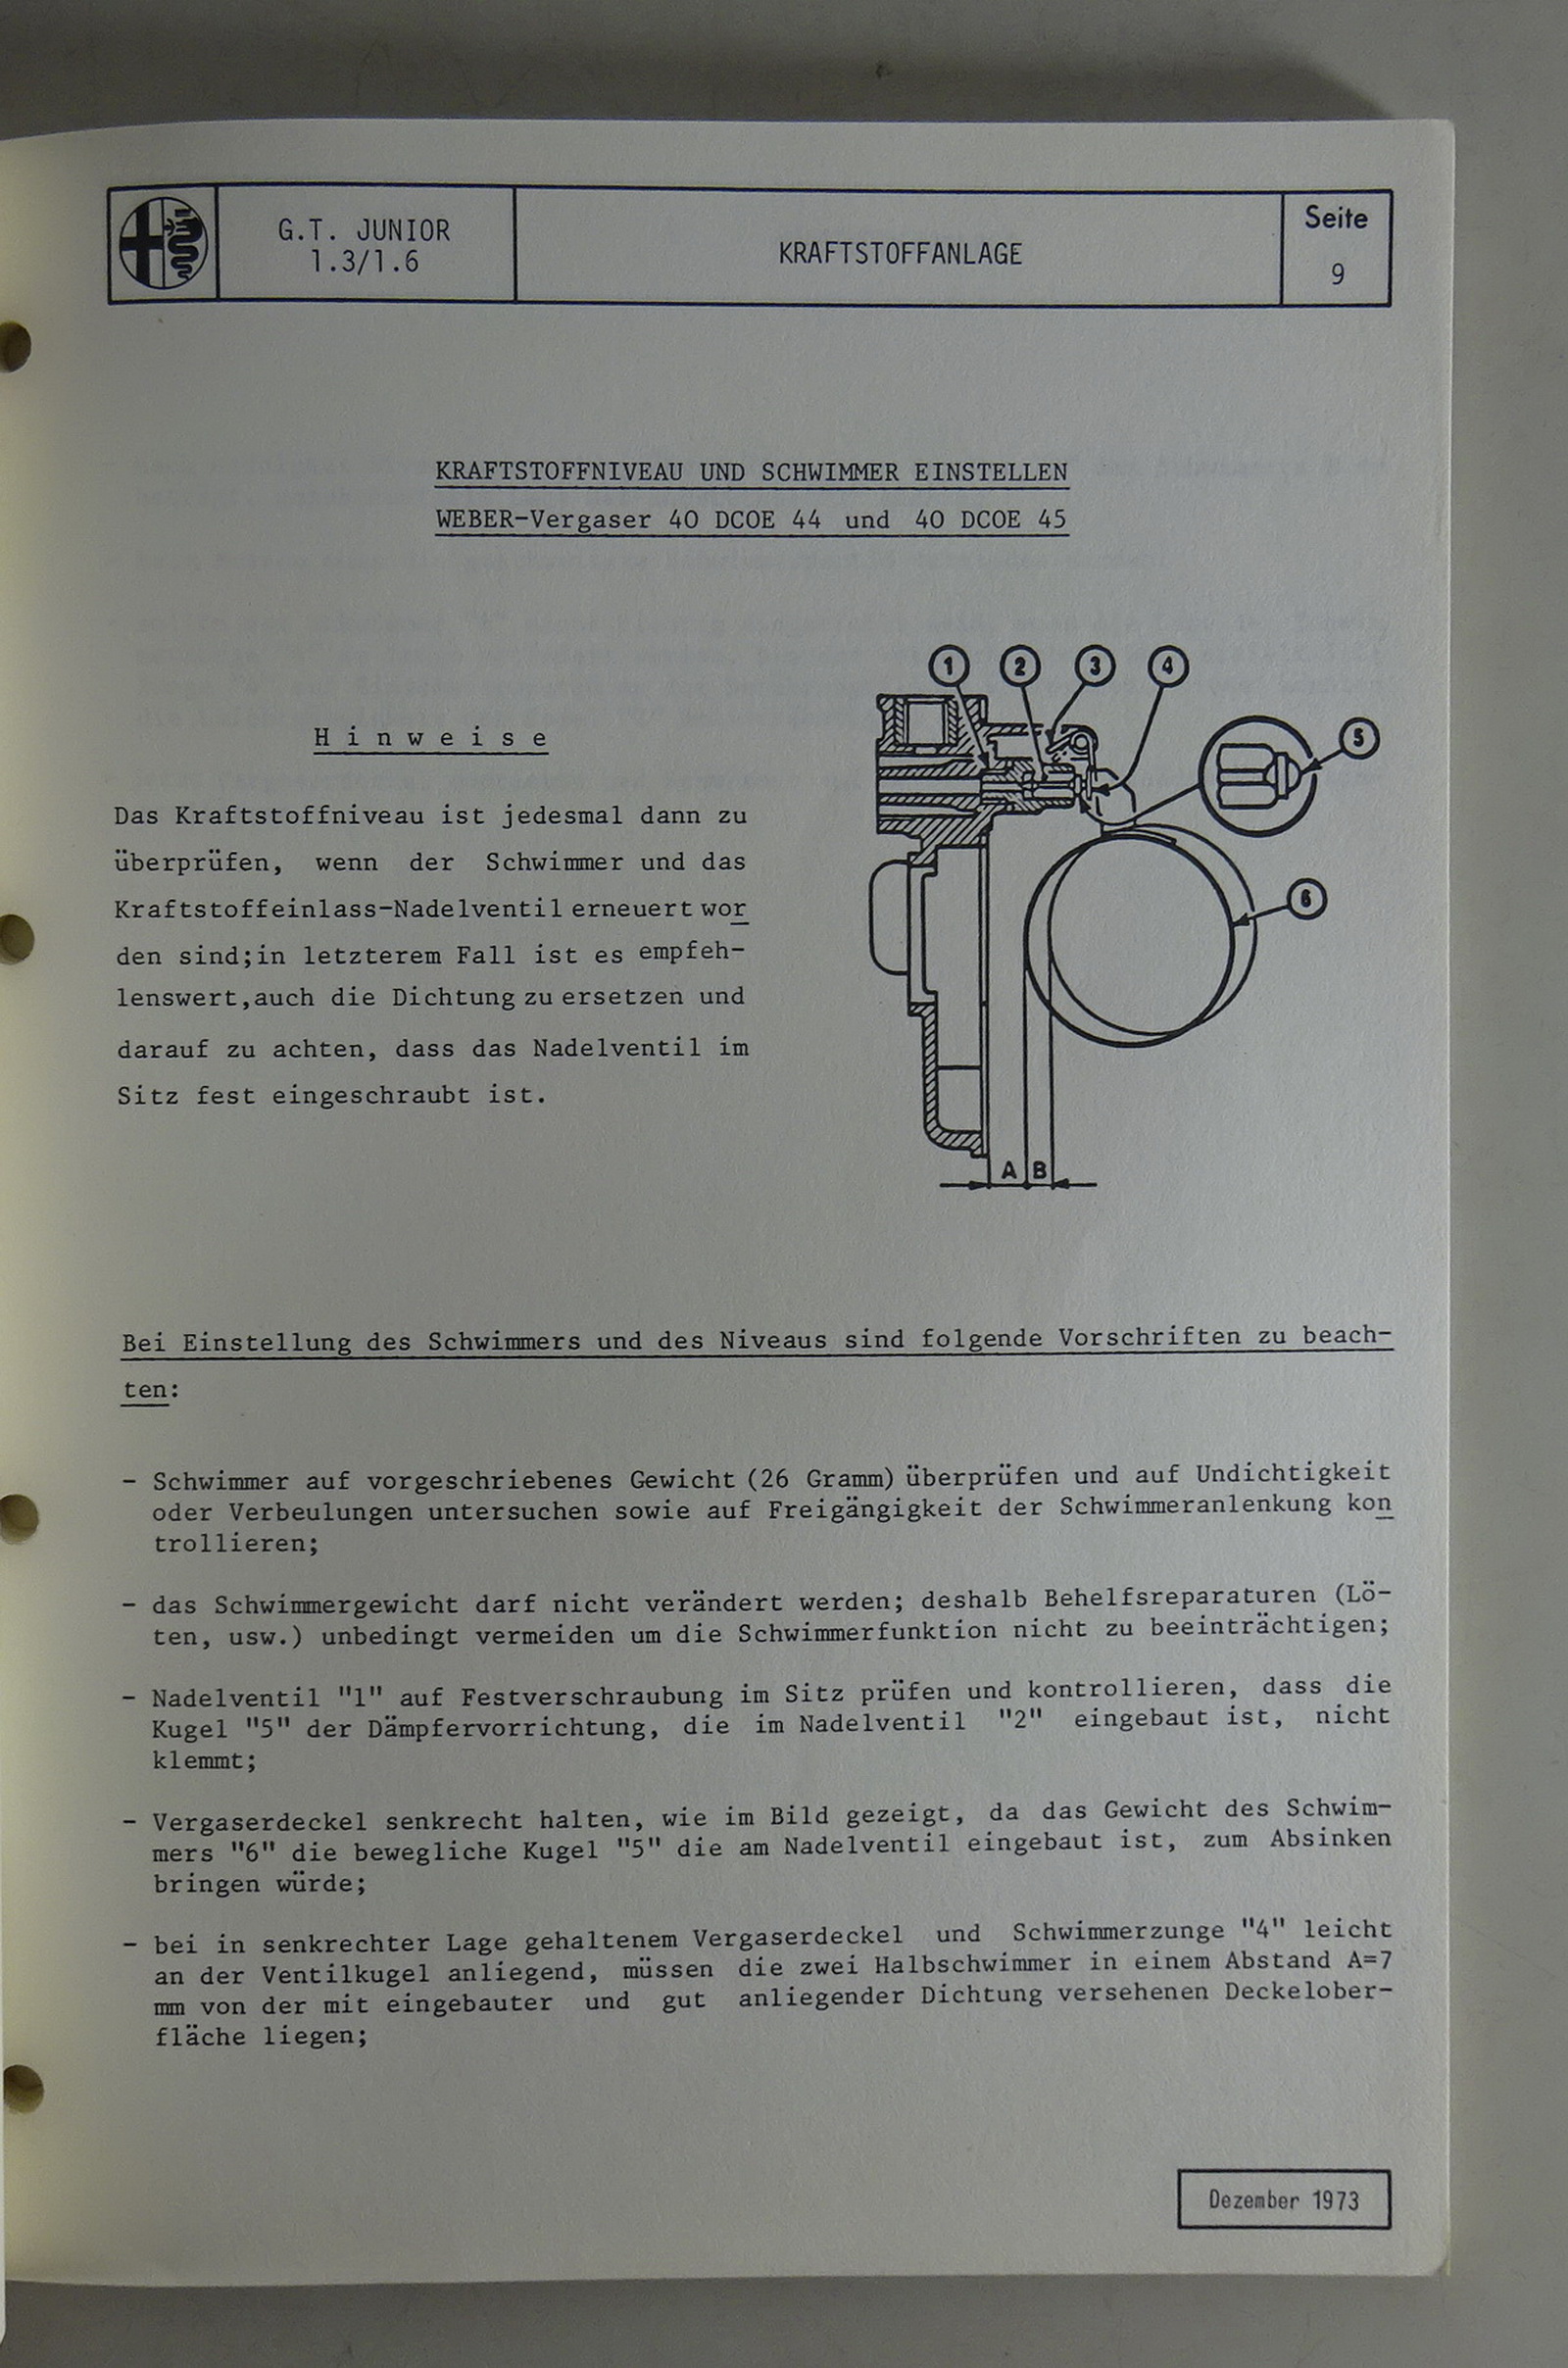 G.T. JUNIOR
1.3/1.6
KRAFTSTOFFANLAGE
Seite
9
KRAFTSTOFFNIVEAU UND SCHWIMMER EINSTELLEN
WEBER-Vergaser 40 DCOE 44 und 40 DCOE 45
1 2 3 4
5
6
A B
H i n w e i s e
Das Kraftstoffniveau ist jedesmal dann zu
überprüfen, wenn der Schwimmer und das
Kraftstoffeinlass-Nadelventil erneuert wor
den sind;in letzterem Fall ist es empfeh-
lenswert,auch die Dichtung zu ersetzen und
darauf zu achten, dass das Nadelventil im
Sitz fest eingeschraubt ist.
Bei Einstellung des Schwimmers und des Niveaus sind folgende Vorschriften zu beach-
ten:
- Schwimmer auf vorgeschriebenes Gewicht (26 Gramm) überprüfen und auf Undichtigkeit
oder Verbeulungen untersuchen sowie auf Freigängigkeit der Schwimmeranlenkung kon
trollieren;
- das Schwimmergewicht darf nicht verändert werden; deshalb Behelfsreparaturen (Lö-
ten, usw.) unbedingt vermeiden um die Schwimmerfunktion nicht zu beeinträchtigen;
- Nadelventil "1" auf Festverschraubung im Sitz prüfen und kontrollieren, dass die
Kugel "5" der Dämpfervorrichtung, die im Nadelventil "2" eingebaut ist, nicht
klemmt;
- Vergaserdeckel senkrecht halten, wie im Bild gezeigt, da das Gewicht des Schwim-
mers "6" die bewegliche Kugel "5" die am Nadelventil eingebaut ist, zum Absinken
bringen würde;
- bei in senkrechter Lage gehaltenem Vergaserdeckel und Schwimmerzunge "4" leicht
an der Ventilkugel anliegend, müssen die zwei Halbschwimmer in einem Abstand A=7
mm von der mit eingebauter und gut anliegender Dichtung versehenen Deckelober-
fläche liegen;
Dezember 1973